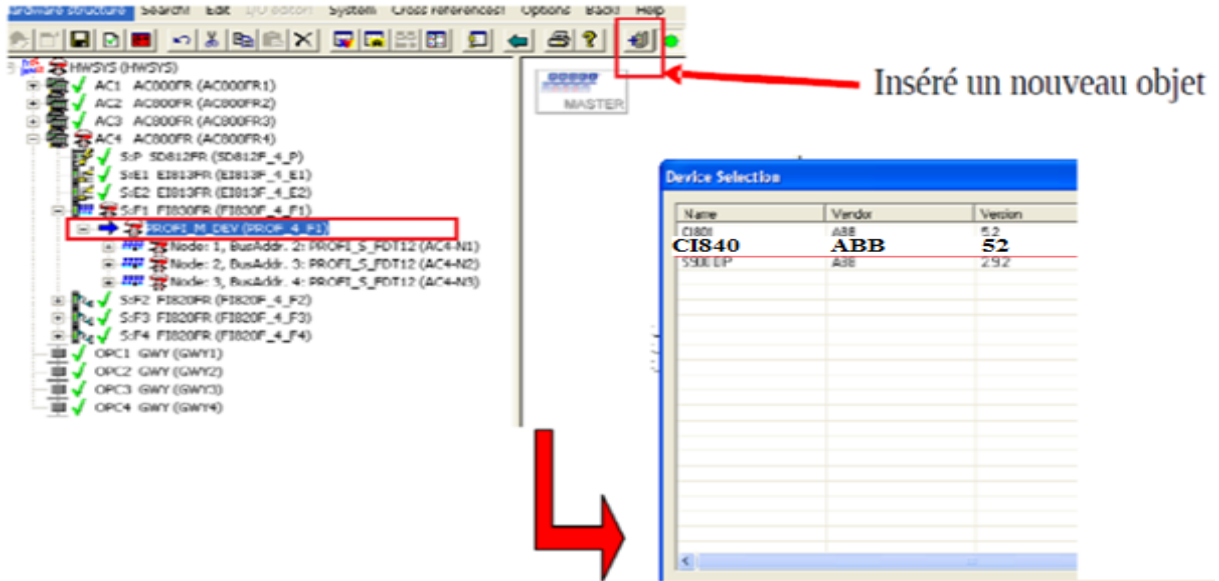 ardware structure Search! Edit I/O editor! System Cross references! Options Back! Help
HWSYS (HWSYS)
AC1 AC800FR (AC800FR1)
AC2 AC800FR (AC800FR2)
AC3 AC800FR (AC800FR3)
AC4 AC800FR (AC800FR4)
S:P SD812FR (SD812F_4_P)
S:E1 EI813FR (EI813F_4_E1)
S:E2 EI813FR (EI813F_4_E2)
S:F1 FI830FR (FI830F_4_F1)
PROFI_M_DEV (PROF_4_F1)
Node: 1, BusAddr. 2: PROFI_S_FDT12 (AC4-N1)
Node: 2, BusAddr. 3: PROFI_S_FDT12 (AC4-N2)
Node: 3, BusAddr. 4: PROFI_S_FDT12 (AC4-N3)
S:F2 FI820FR (FI820F_4_F2)
S:F3 FI820FR (FI820F_4_F3)
S:F4 FI820FR (FI820F_4_F4)
OPC1 GWY (GWY1)
OPC2 GWY (GWY2)
OPC3 GWY (GWY3)
OPC4 GWY (GWY4)
MASTER
Inséré un nouveau objet
Device Selection
Name Vendor Version
CI801 ABB 5.2
CI840 ABB 52
S900 DP ABB 2.9.2